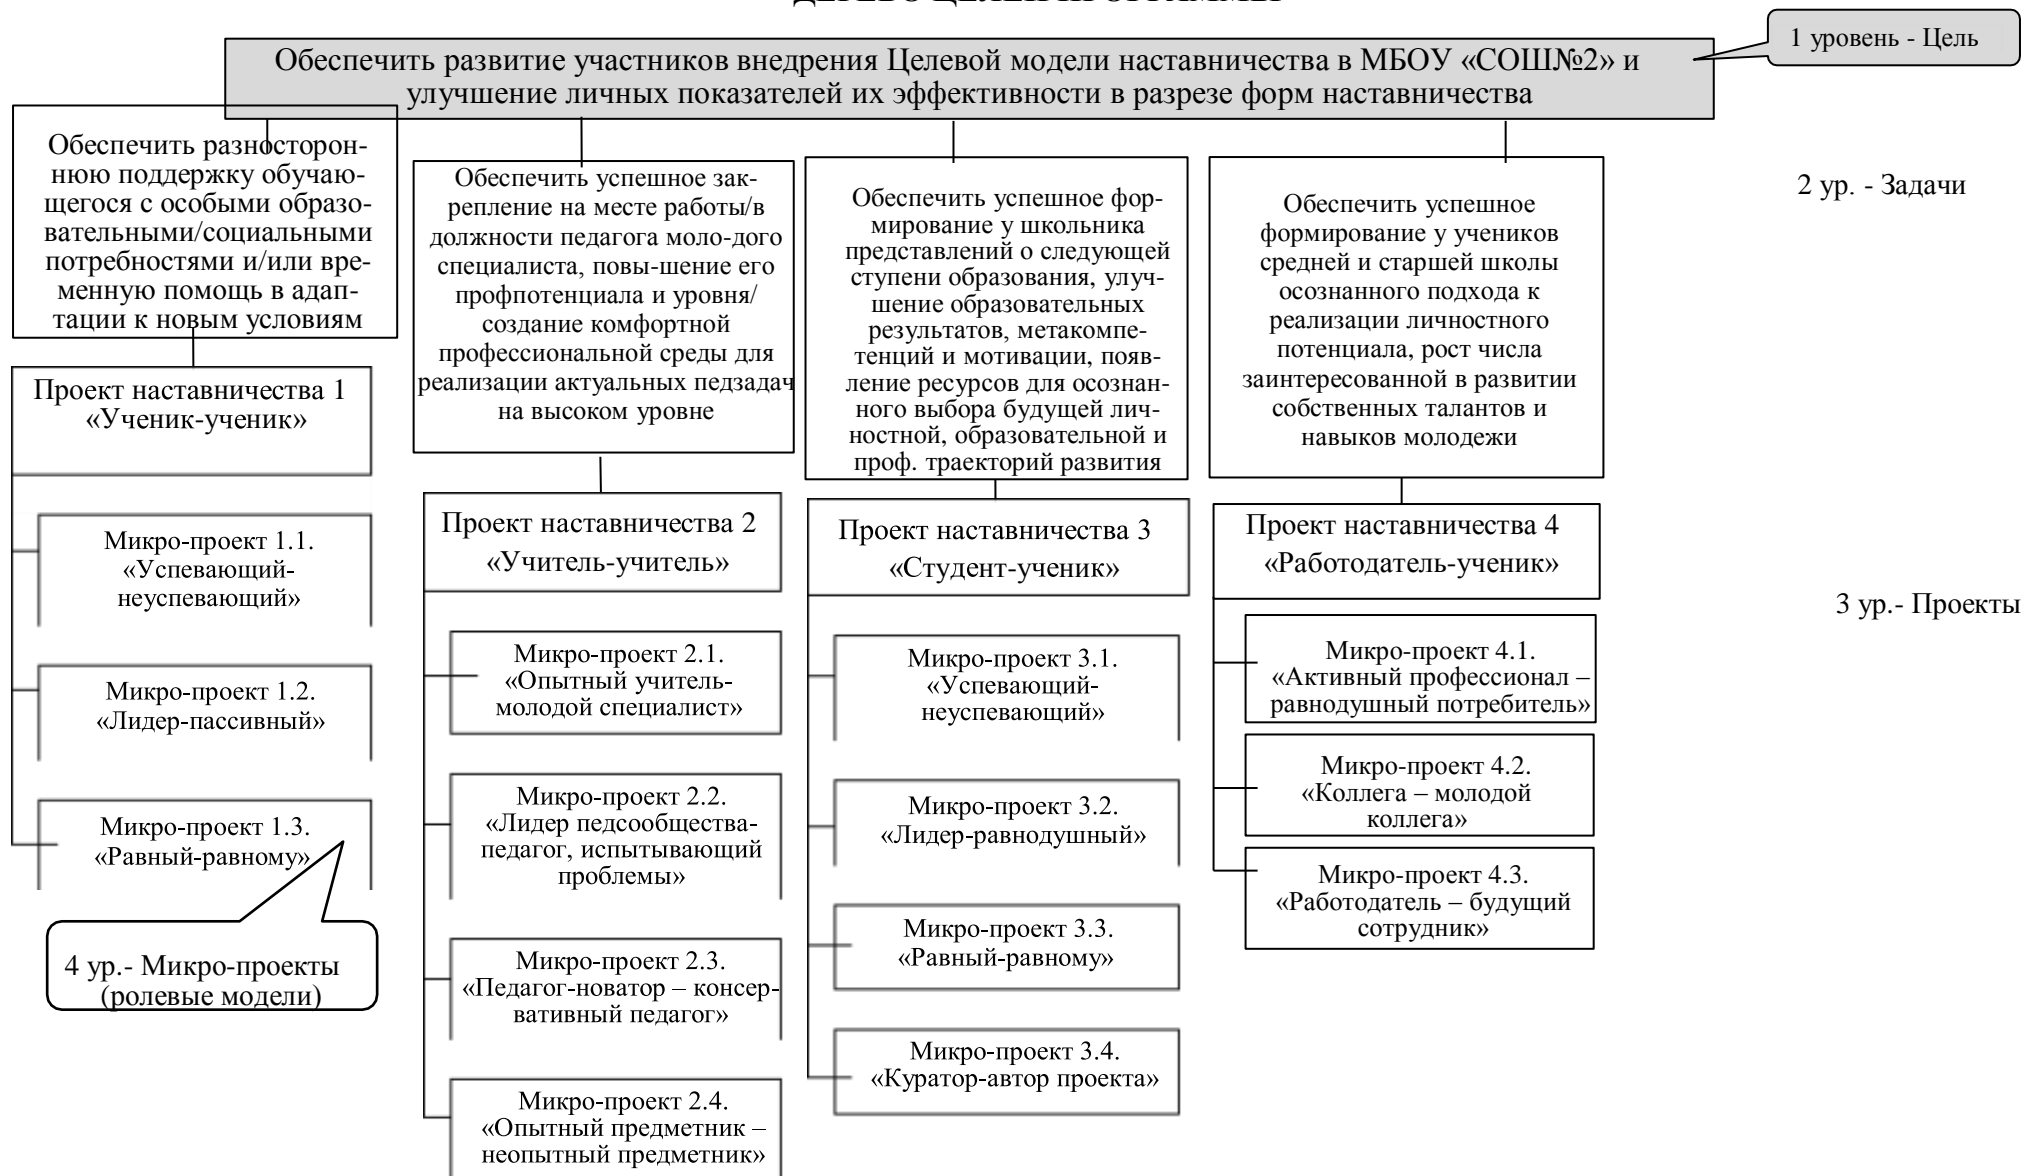 ДЕРЕВО ЦЕЛЕЙ ПРОГРАММЫ
1 уровень - Цель
Обеспечить развитие участников внедрения Целевой модели наставничества в МБОУ «СОШ№2» и
улучшение личных показателей их эффективности в разрезе форм наставничества
2 ур. - Задачи
Обеспечить разносторон-
нюю поддержку обучаю-
щегося с особыми образо-
вательными/социальными
потребностями и/или вре-
менную помощь в адап-
тации к новым условиям
Обеспечить успешное зак-
репление на месте работы/в
должности педагога моло-дого
специалиста, повы-шение его
профпотенциала и уровня/
создание комфортной
профессиональной среды для
реализации актуальных педзадач
на высоком уровне
Обеспечить успешное фор-
мирование у школьника
представлений о следующей
ступени образования, улуч-
шение образовательных
результатов, метакомпе-
тенций и мотивации, появ-
ление ресурсов для осознан-
ного выбора будущей лич-
ностной, образовательной и
проф. траекторий развития
Обеспечить успешное
формирование у учеников
средней и старшей школы
осознанного подхода к
реализации личностного
потенциала, рост числа
заинтересованной в развитии
собственных талантов и
навыков молодежи
3 ур.- Проекты
Проект наставничества 1
«Ученик-ученик»
Микро-проект 1.1.
«Успевающий-
неуспевающий»
Микро-проект 1.2.
«Лидер-пассивный»
Микро-проект 1.3.
«Равный-равному»
4 ур.- Микро-проекты
(ролевые модели)
Проект наставничества 2
«Учитель-учитель»
Микро-проект 2.1.
«Опытный учитель-
молодой специалист»
Микро-проект 2.2.
«Лидер педсообщества-
педагог, испытывающий
проблемы»
Микро-проект 2.3.
«Педагог-новатор – консер-
вативный педагог»
Микро-проект 2.4.
«Опытный предметник –
неопытный предметник»
Проект наставничества 3
«Студент-ученик»
Микро-проект 3.1.
«Успевающий-
неуспевающий»
Микро-проект 3.2.
«Лидер-равнодушный»
Микро-проект 3.3.
«Равный-равному»
Микро-проект 3.4.
«Куратор-автор проекта»
Проект наставничества 4
«Работодатель-ученик»
Микро-проект 4.1.
«Активный профессионал –
равнодушный потребитель»
Микро-проект 4.2.
«Коллега – молодой
коллега»
Микро-проект 4.3.
«Работодатель – будущий
сотрудник»